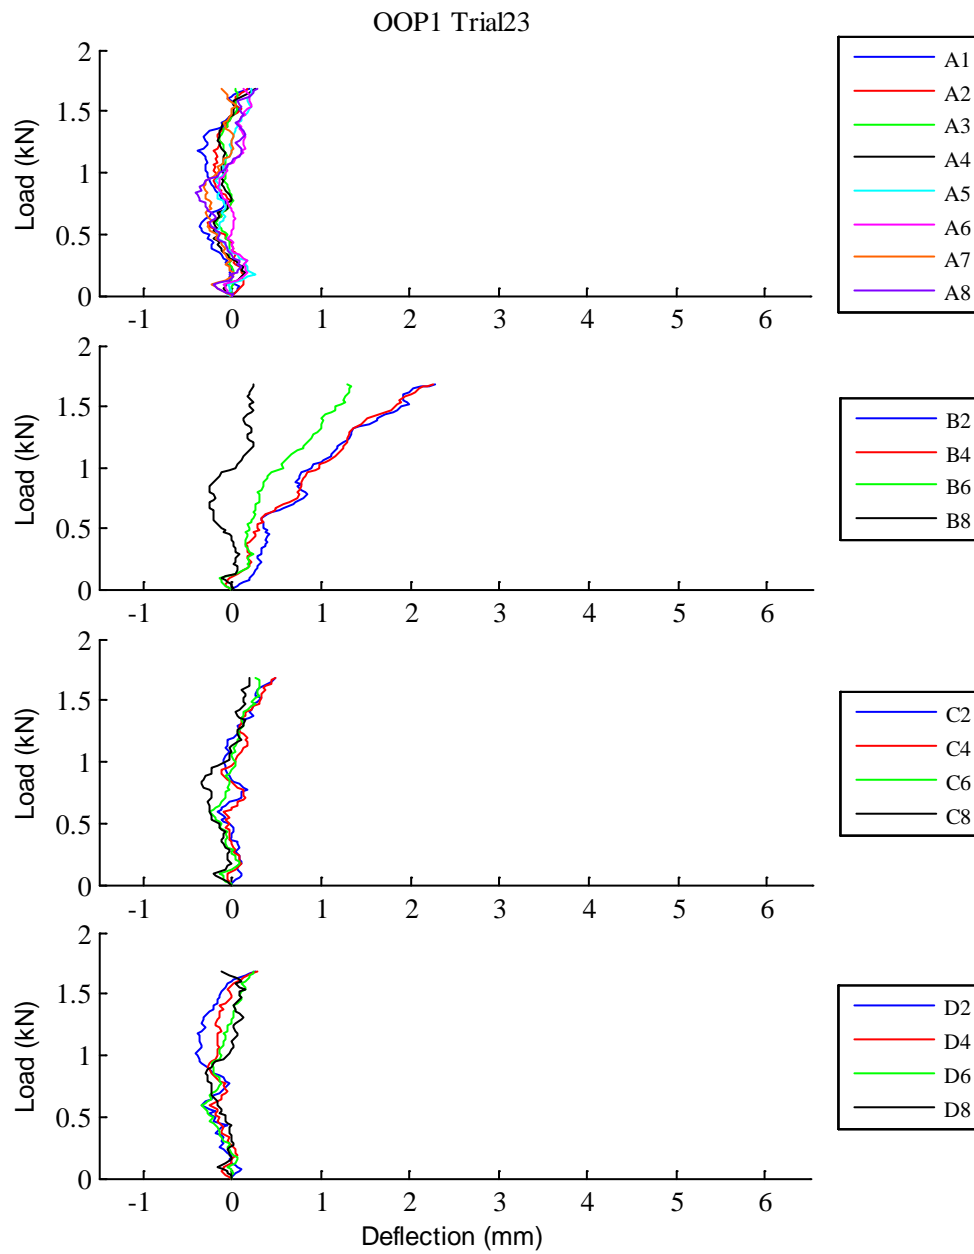 OOP1 Trial23
2
1.5
1
0.5
0
Load (kN)
-1 0 1 2 3 4 5 6
A1
A2
A3
A4
A5
A6
A7
A8
2
1.5
1
0.5
0
Load (kN)
-1 0 1 2 3 4 5 6
B2
B4
B6
B8
2
1.5
1
0.5
0
Load (kN)
-1 0 1 2 3 4 5 6
C2
C4
C6
C8
2
1.5
1
0.5
0
Load (kN)
-1 0 1 2 3 4 5 6
Deflection (mm)
D2
D4
D6
D8